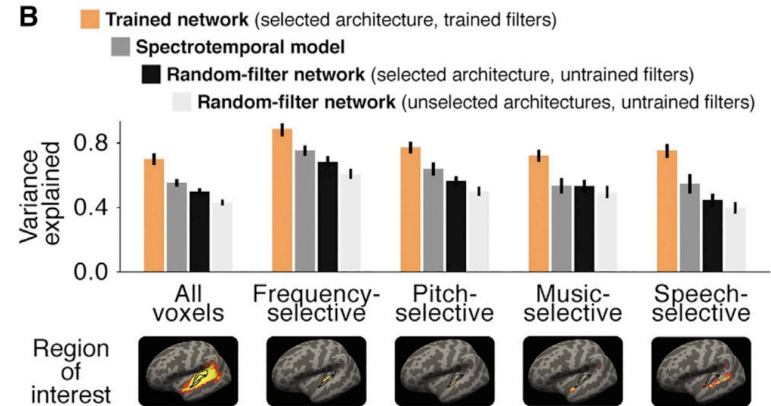 B
Trained network (selected architecture, trained filters)
Spectrotemporal model
Random-filter network (selected architecture, untrained filters)
Random-filter network (unselected architectures, untrained filters)
Variance
explained
0.8
0.4
0.0
All
voxels
Frequency-
selective
Pitch-
selective
Music-
selective
Speech-
selective
Region
of
interest